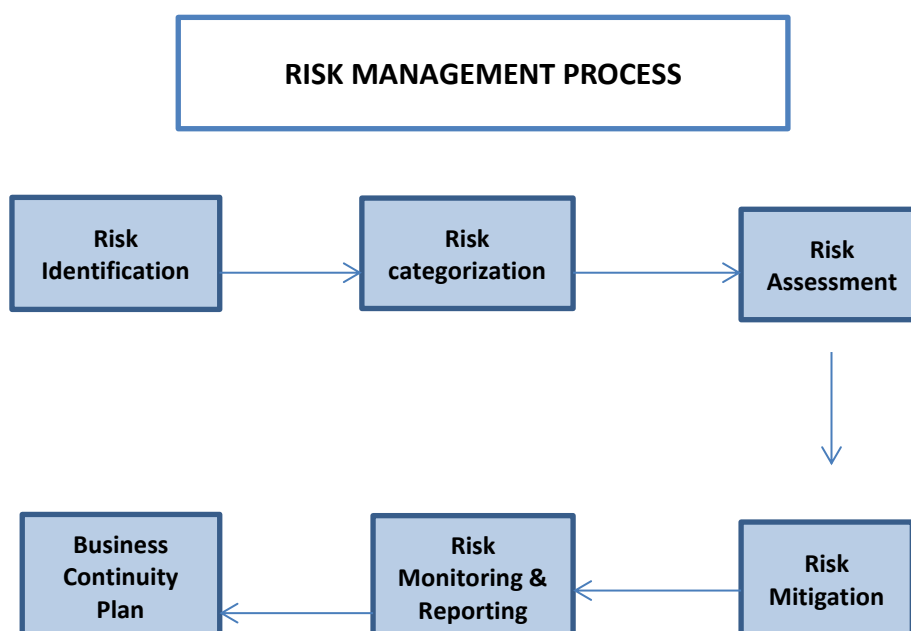 RISK MANAGEMENT PROCESS
Risk
Identification
Risk
categorization
Risk
Assessment
Business
Continuity
Plan
Risk
Monitoring &
Reporting
Risk
Mitigation